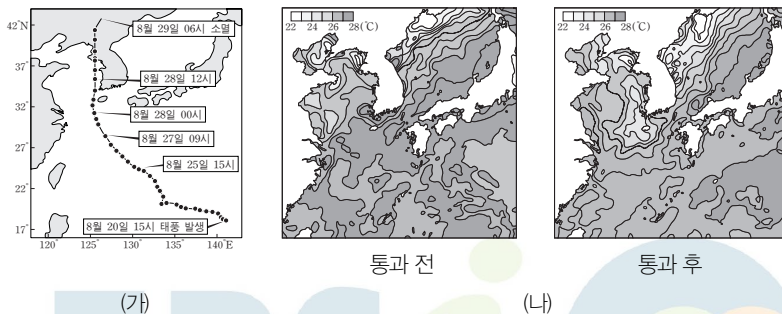 42˚N
37˚
32˚
27˚
22˚
17˚
120˚ 125˚ 130˚ 135˚ 140˚E
8월 29일 06시 소멸
8월 28일 12시
8월 28일 00시
8월 27일 09시
8월 25일 15시
8월 20일 15시 태풍 발생
22 24 26 28(℃)
22 24 26 28(℃)
통과 전
통과 후
(가)
(나)